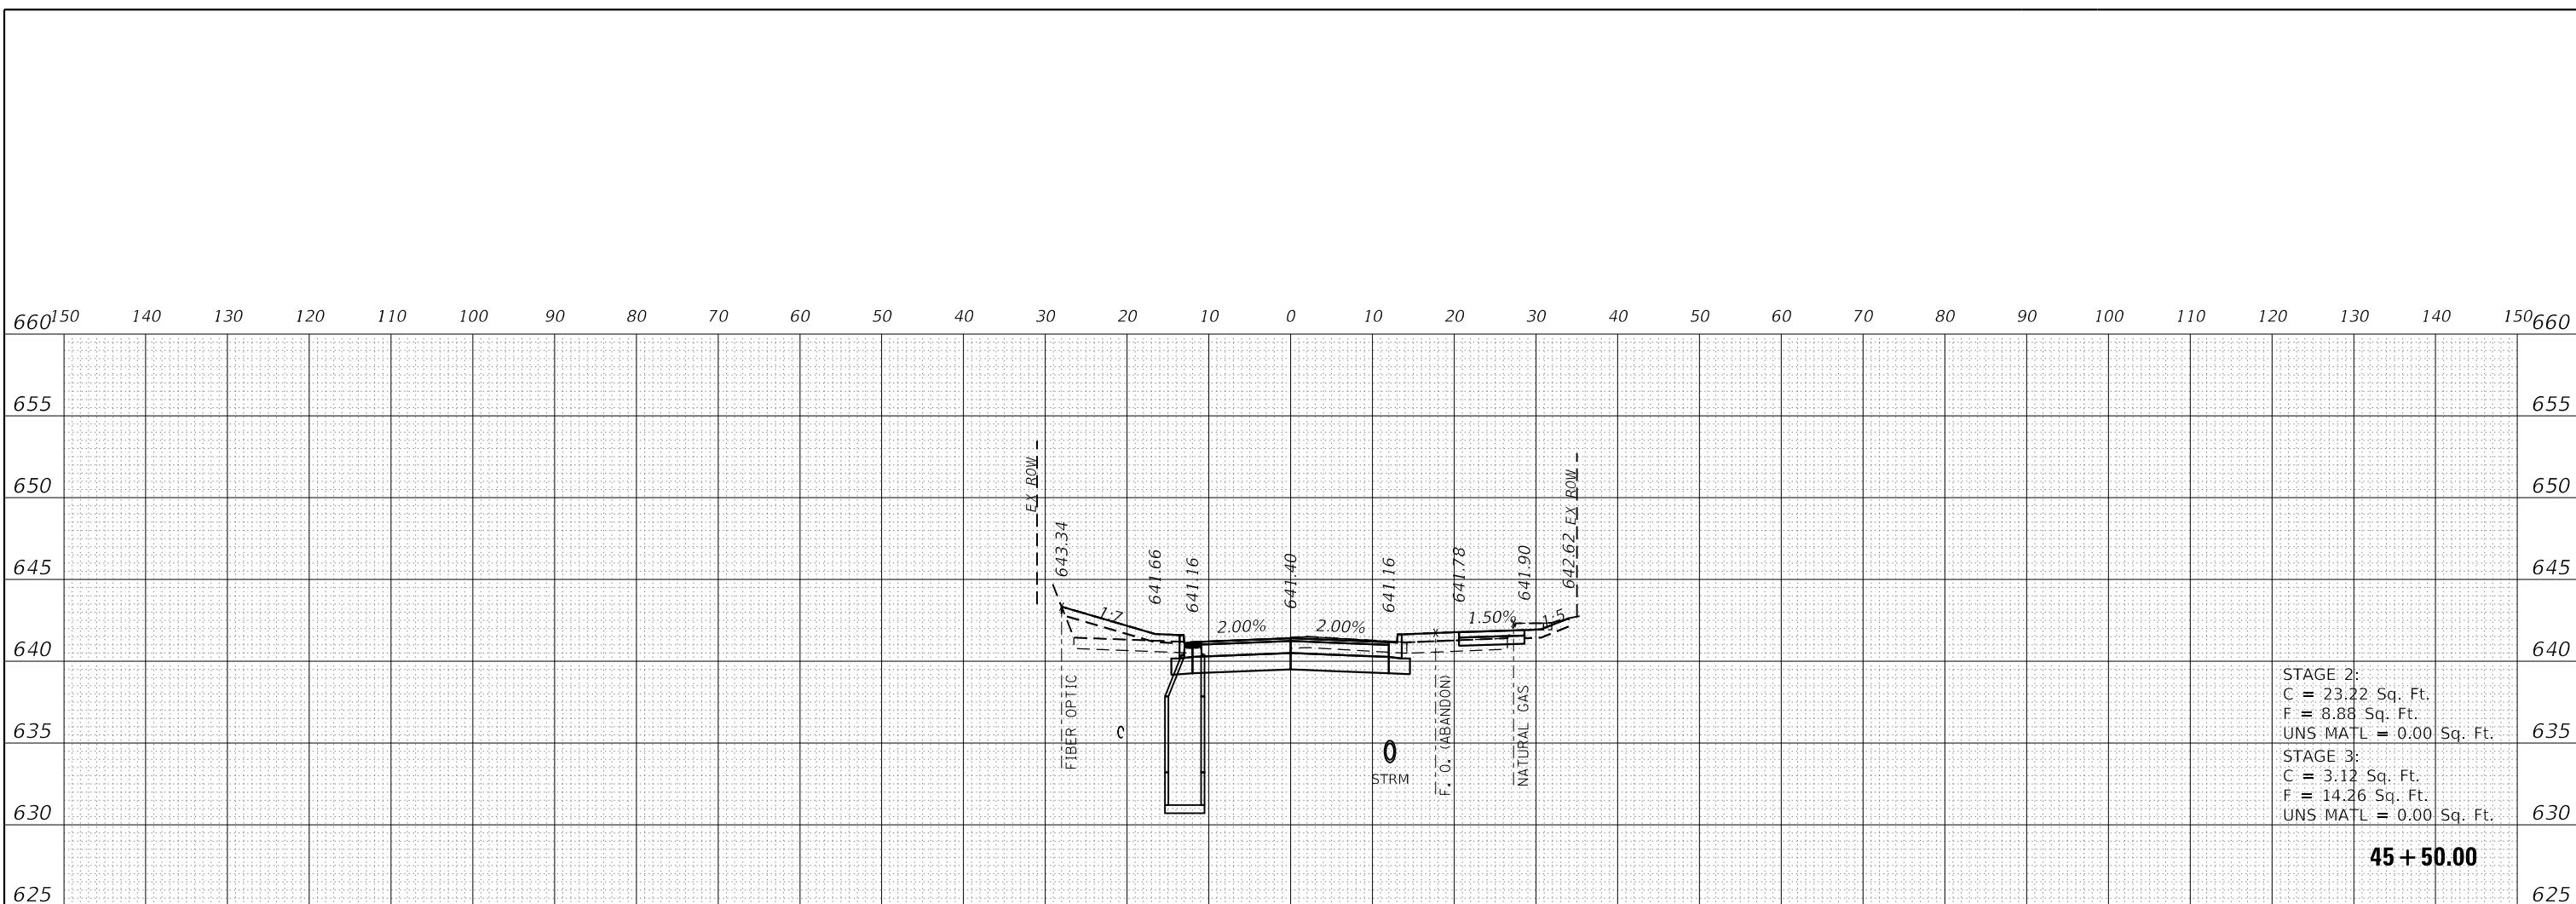 150 140 130 120 110 100 90 80 70 60 50 40 30 20 10 0 10 20 30 40 50 60 70 80 90 100 110 120 130 140 150
660 660
655 655
650 650
645 645
640 640
635 635
630 630
625 625
EX ROW
643.34
641.66
641.16
641.40
641.16
641.78
641.90
642.62 EX ROW
1:7
2.00%
2.00%
1.50%
1:5
FIBER OPTIC
STRM
F. O. (ABANDON)
NATURAL GAS
STAGE 2:
C = 23.22 Sq. Ft.
F = 8.88 Sq. Ft.
UNS MATL = 0.00 Sq. Ft.
STAGE 3:
C = 3.12 Sq. Ft.
F = 14.26 Sq. Ft.
UNS MATL = 0.00 Sq. Ft.
45+50.00